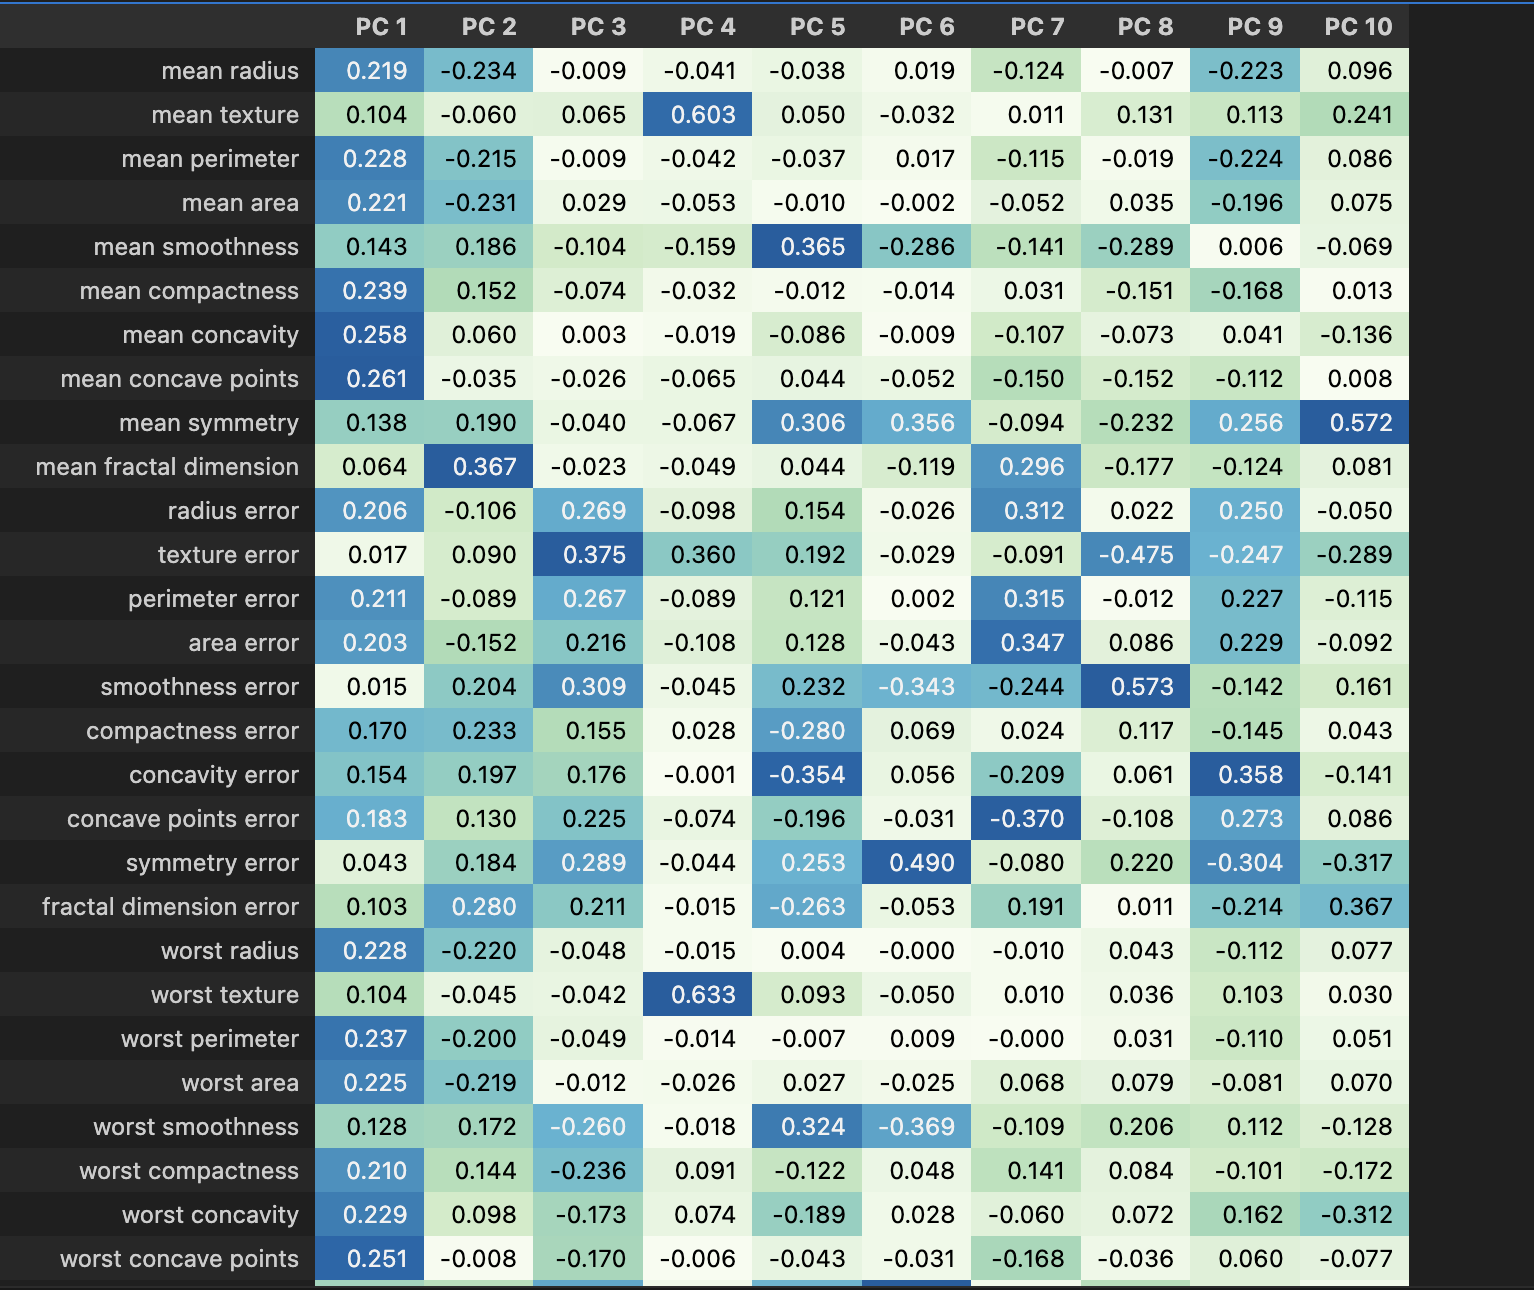 PC 1 PC 2 PC 3 PC 4 PC 5 PC 6 PC 7 PC 8 PC 9 PC 10
mean radius 0.219 -0.234 -0.009 -0.041 -0.038 0.019 -0.124 -0.007 -0.223 0.096
mean texture 0.104 -0.060 0.065 0.603 0.050 -0.032 0.011 0.131 0.113 0.241
mean perimeter 0.228 -0.215 -0.009 -0.042 -0.037 0.017 -0.115 -0.019 -0.224 0.086
mean area 0.221 -0.231 0.029 -0.053 -0.010 -0.002 -0.052 0.035 -0.196 0.075
mean smoothness 0.143 0.186 -0.104 -0.159 0.365 -0.286 -0.141 -0.289 0.006 -0.069
mean compactness 0.239 0.152 -0.074 -0.032 -0.012 -0.014 0.031 -0.151 -0.168 0.013
mean concavity 0.258 0.060 0.003 -0.019 -0.086 -0.009 -0.107 -0.073 0.041 -0.136
mean concave points 0.261 -0.035 -0.026 -0.065 0.044 -0.052 -0.150 -0.152 -0.112 0.008
mean symmetry 0.138 0.190 -0.040 -0.067 0.306 0.356 -0.094 -0.232 0.256 0.572
mean fractal dimension 0.064 0.367 -0.023 -0.049 0.044 -0.119 0.296 -0.177 -0.124 0.081
radius error 0.206 -0.106 0.269 -0.098 0.154 -0.026 0.312 0.022 0.250 -0.050
texture error 0.017 0.090 0.375 0.360 0.192 -0.029 -0.091 -0.475 -0.247 -0.289
perimeter error 0.211 -0.089 0.267 -0.089 0.121 0.002 0.315 -0.012 0.227 -0.115
area error 0.203 -0.152 0.216 -0.108 0.128 -0.043 0.347 0.086 0.229 -0.092
smoothness error 0.015 0.204 0.309 -0.045 0.232 -0.343 -0.244 0.573 -0.142 0.161
compactness error 0.170 0.233 0.155 0.028 -0.280 0.069 0.024 0.117 -0.145 0.043
concavity error 0.154 0.197 0.176 -0.001 -0.354 0.056 -0.209 0.061 0.358 -0.141
concave points error 0.183 0.130 0.225 -0.074 -0.196 -0.031 -0.370 -0.108 0.273 0.086
symmetry error 0.043 0.184 0.289 -0.044 0.253 0.490 -0.080 0.220 -0.304 -0.317
fractal dimension error 0.103 0.280 0.211 -0.015 -0.263 -0.053 0.191 0.011 -0.214 0.367
worst radius 0.228 -0.220 -0.048 -0.015 0.004 -0.000 -0.010 0.043 -0.112 0.077
worst texture 0.104 -0.045 -0.042 0.633 0.093 -0.050 0.010 0.036 0.103 0.030
worst perimeter 0.237 -0.200 -0.049 -0.014 -0.007 0.009 -0.000 0.031 -0.110 0.051
worst area 0.225 -0.219 -0.012 -0.026 0.027 -0.025 0.068 0.079 -0.081 0.070
worst smoothness 0.128 0.172 -0.260 -0.018 0.324 -0.369 -0.109 0.206 0.112 -0.128
worst compactness 0.210 0.144 -0.236 0.091 -0.122 0.048 0.141 0.084 -0.101 -0.172
worst concavity 0.229 0.098 -0.173 0.074 -0.189 0.028 -0.060 0.072 0.162 -0.312
worst concave points 0.251 -0.008 -0.170 -0.006 -0.043 -0.031 -0.168 -0.036 0.060 -0.077